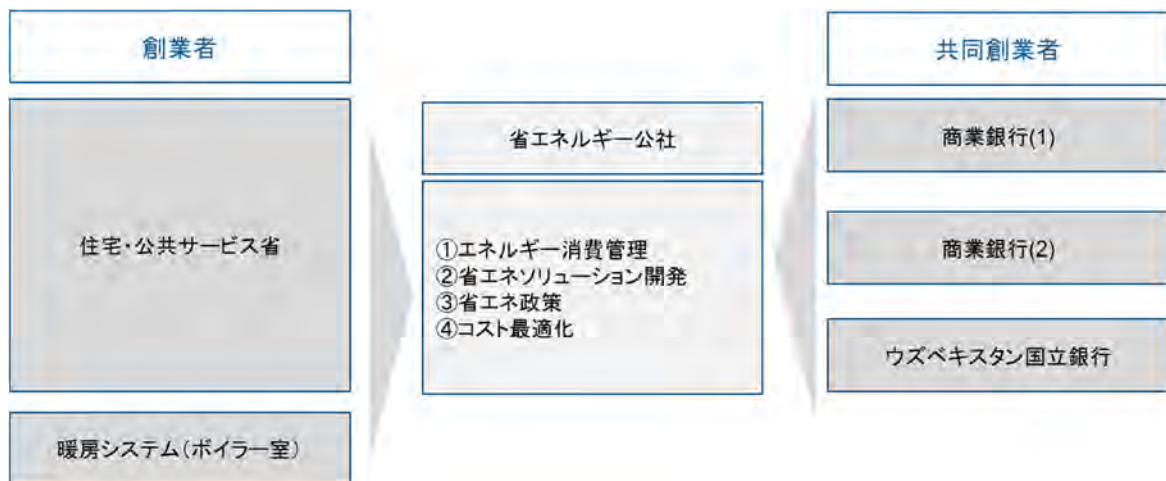 創業者
住宅・公共サービス省
暖房システム(ボイラー室)
省エネルギー公社
①エネルギー消費管理
②省エネソリューション開発
③省エネ政策
④コスト最適化
共同創業者
商業銀行(1)
商業銀行(2)
ウズベキスタン国立銀行